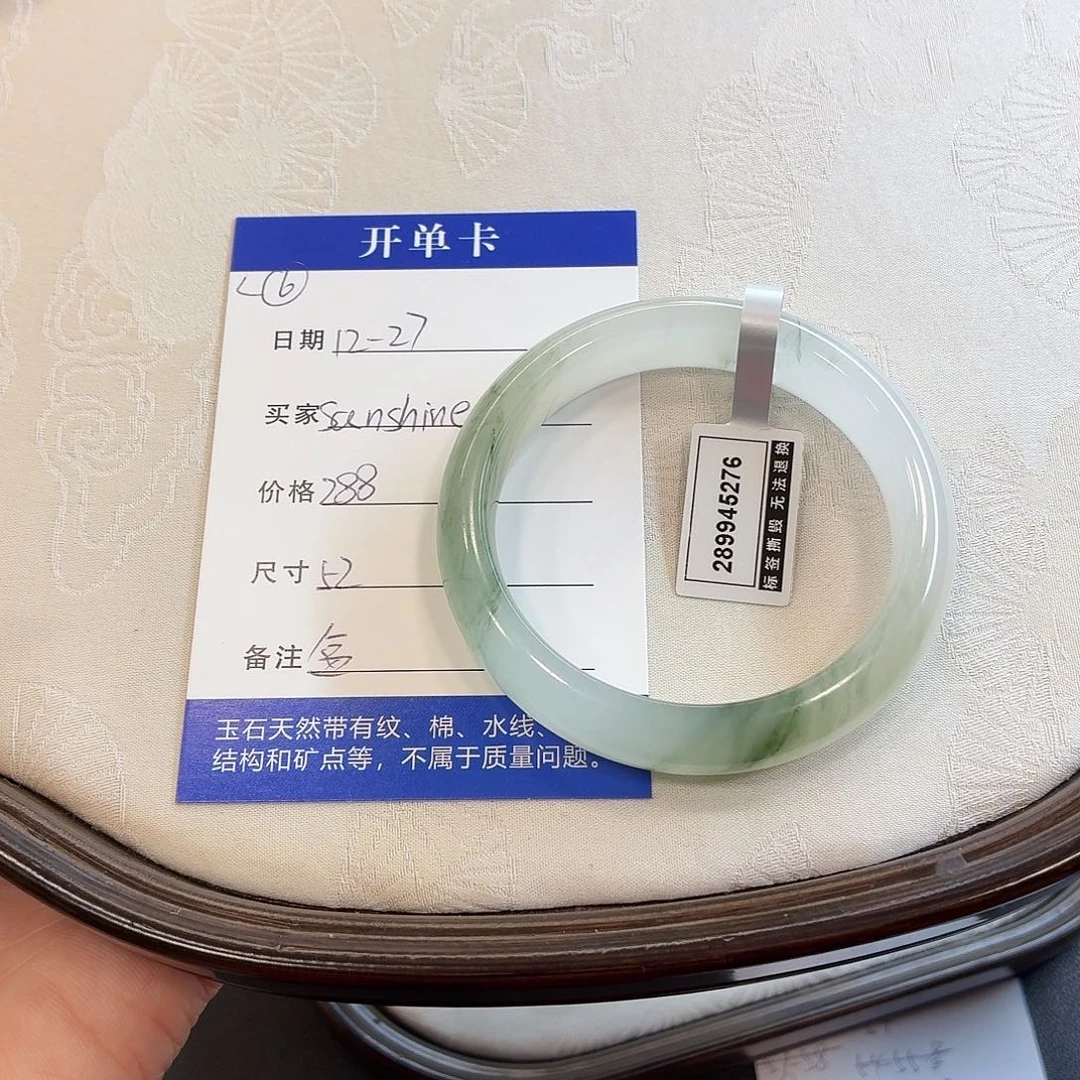 开单卡
6
日期 12-27
买家 Sunshine
价格 288
尺寸 52
备注
玉石天然带有纹、棉、水线、
结构和矿点等，不属于质量问题。
289945276
标签撕毁 无法退换